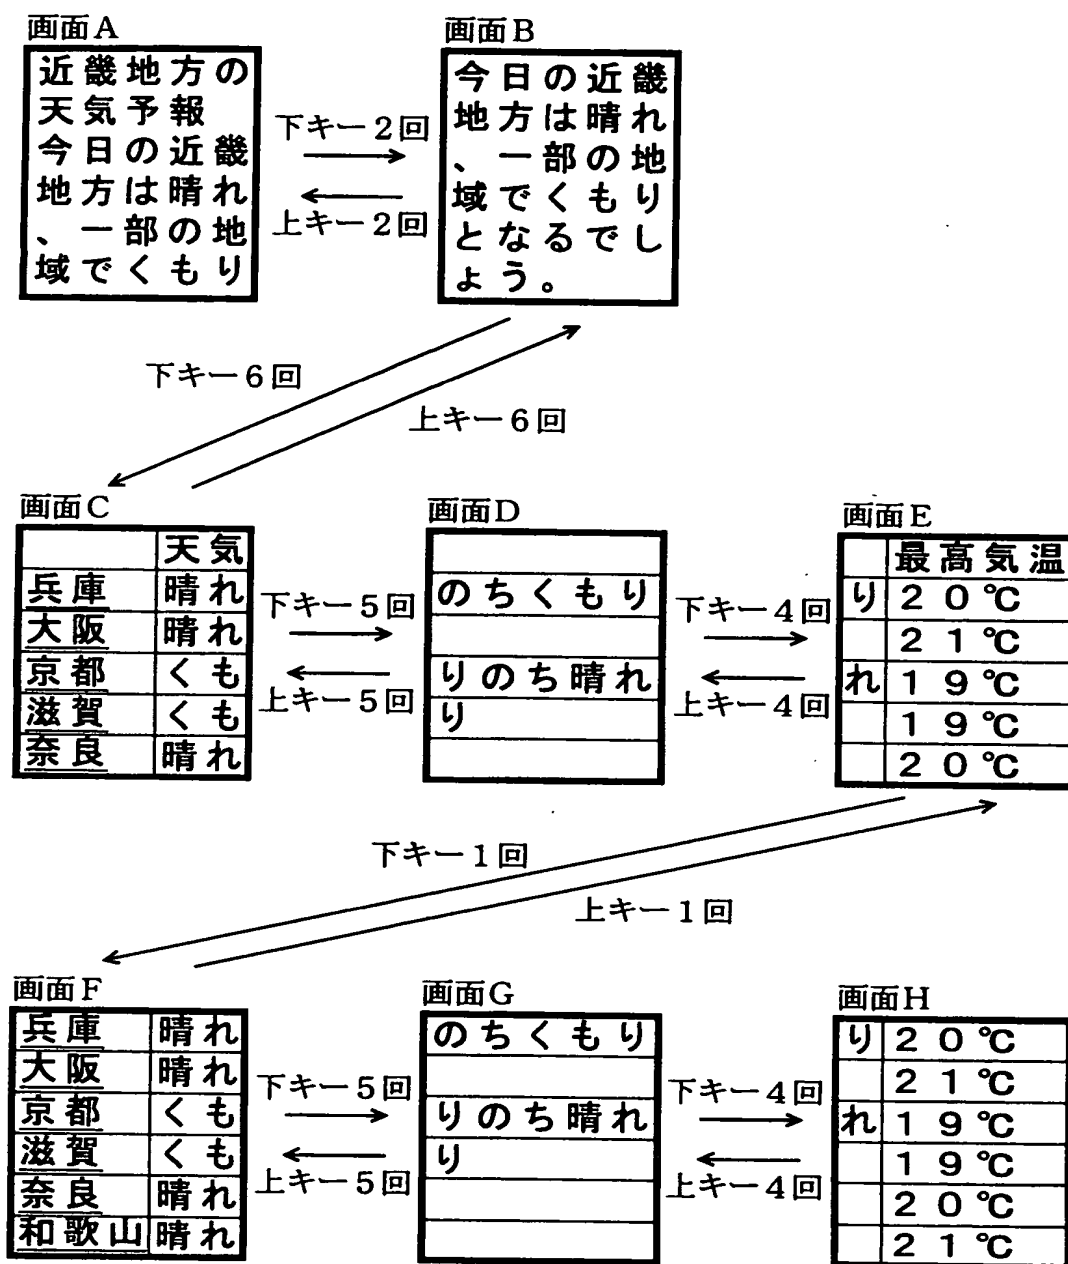 画面A
近畿地方の
天気予報
今日の近畿
地方は晴れ
、一部の地
域でくもり
下キー2回
上キー2回
画面B
今日の近畿
地方は晴れ
、一部の地
域でくもり
となるでし
ょう。
下キー6回
上キー6回
画面C
天気
兵庫 晴れ
大阪 晴れ
京都 くも
滋賀 くも
奈良 晴れ
下キー5回
上キー5回
画面D
のちくもり
りのち晴れ
り
下キー4回
上キー4回
画面E
最高気温
り 20℃
21℃
れ 19℃
19℃
20℃
下キー1回
上キー1回
画面F
兵庫 晴れ
大阪 晴れ
京都 くも
滋賀 くも
奈良 晴れ
和歌山 晴れ
下キー5回
上キー5回
画面G
のちくもり
りのち晴れ
り
下キー4回
上キー4回
画面H
り 20℃
21℃
れ 19℃
19℃
20℃
21℃